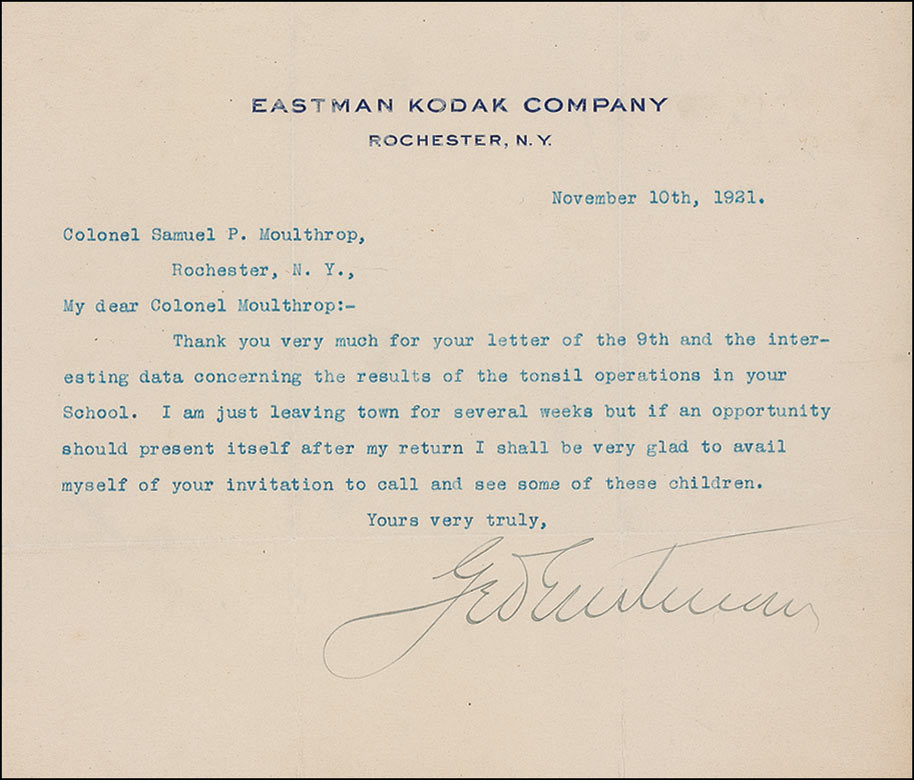 EASTMAN KODAK COMPANY
ROCHESTER, N.Y.
November 10th, 1921.
Colonel Samuel P. Moulthrop,
Rochester, N. Y.,
My dear Colonel Moulthrop:-
Thank you very much for your letter of the 9th and the inter-
esting data concerning the results of the tonsil operations in your
School. I am just leaving town for several weeks but if an opportunity
should present itself after my return I shall be very glad to avail
myself of your invitation to call and see some of these children.
Yours very truly,
Geo Eastman